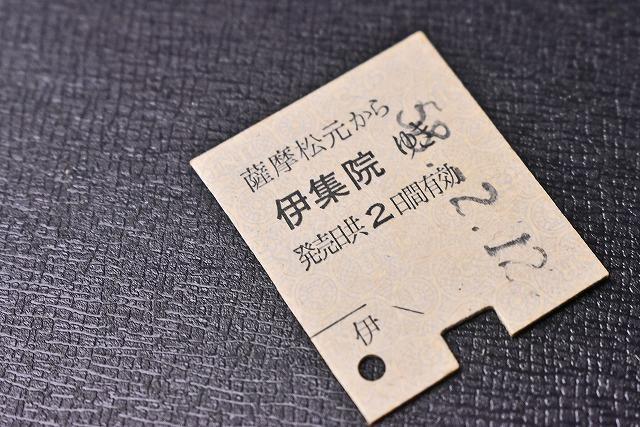 薩摩松元から
伊集院 ゆき
発売日共2日間有効
58.-2.12
伊